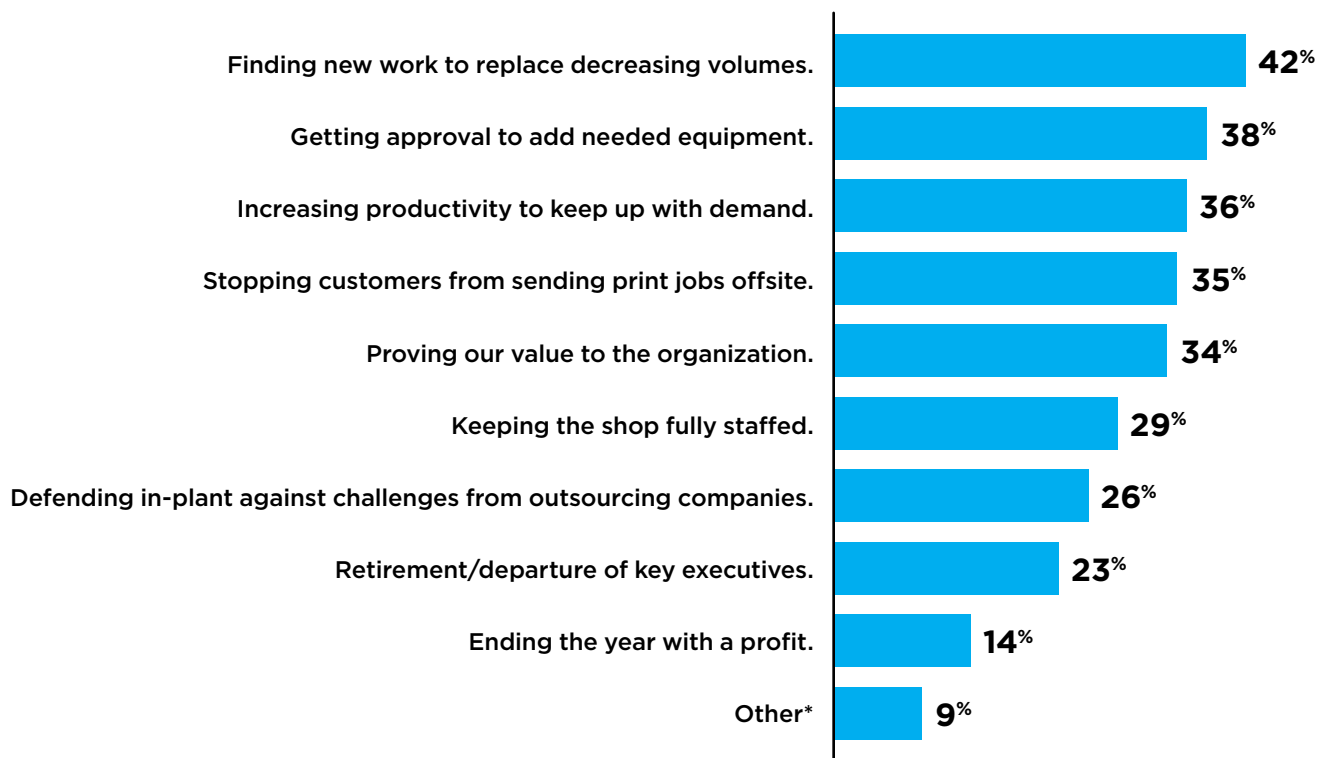 Finding new work to replace decreasing volumes. 42%
Getting approval to add needed equipment. 38%
Increasing productivity to keep up with demand. 36%
Stopping customers from sending print jobs offsite. 35%
Proving our value to the organization. 34%
Keeping the shop fully staffed. 29%
Defending in-plant against challenges from outsourcing companies. 26%
Retirement/departure of key executives. 23%
Ending the year with a profit. 14%
Other* 9%